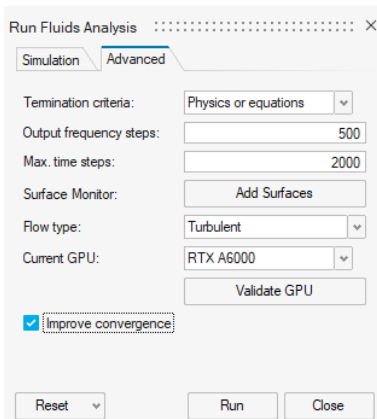 Run Fluids Analysis
Simulation Advanced
Termination criteria: Physics or equations
Output frequency steps: 500
Max. time steps: 2000
Surface Monitor: Add Surfaces
Flow type: Turbulent
Current GPU: RTX A6000
Validate GPU
Improve convergence
Reset Run Close